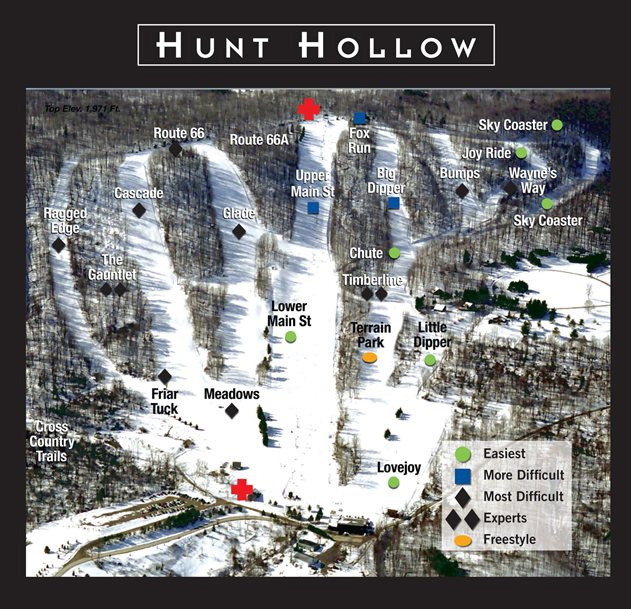 HUNT HOLLOW
Top Elev. 1,971 Ft.
Route 66
Route 66A
Fox
Run
Sky Coaster
Joy Ride
Cascade
Upper
Main St
Big
Dipper
Bumps
Wayne's
Way
Ragged
Edge
Glade
Sky Coaster
The
Gauntlet
Chute
Timberline
Lower
Main St
Terrain
Park
Little
Dipper
Friar
Tuck
Meadows
Cross
Country
Trails
Lovejoy
Easiest
More Difficult
Most Difficult
Experts
Freestyle